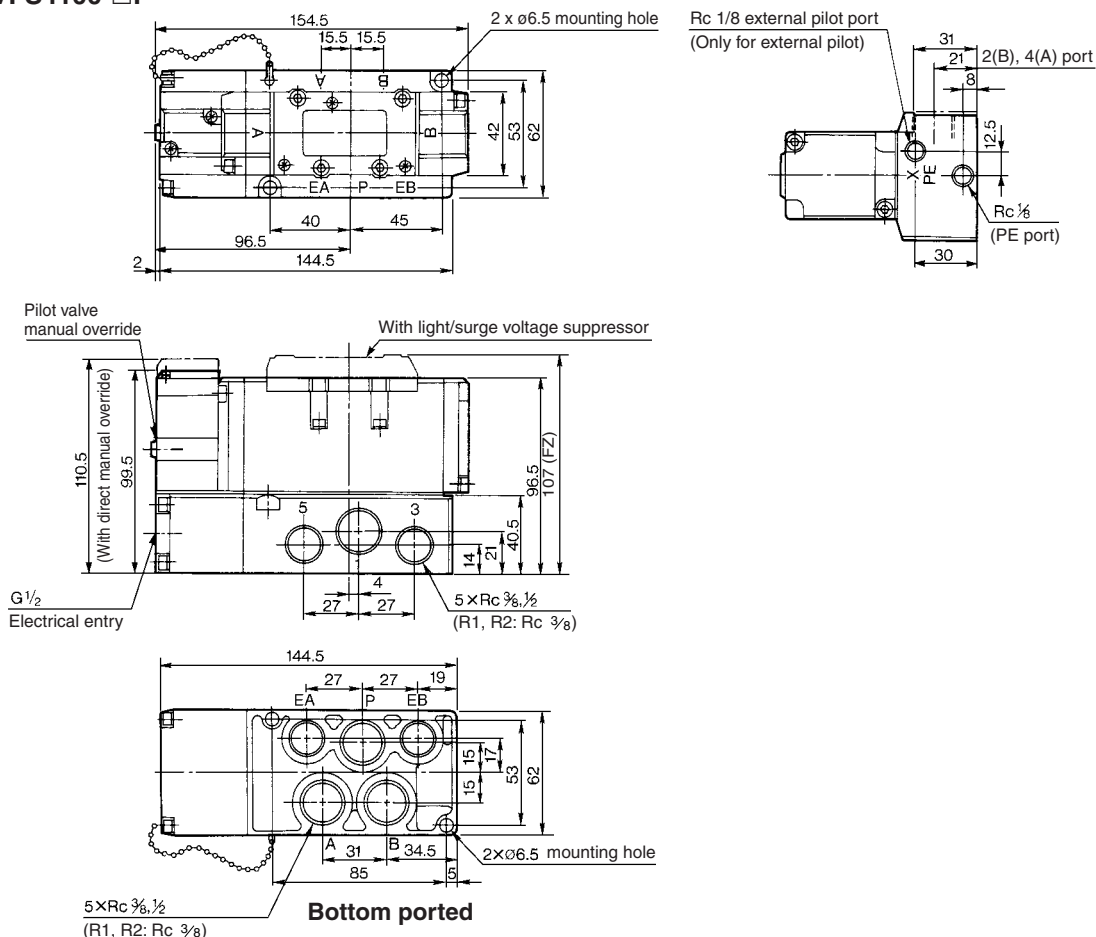 154.5
2 x ø6.5 mounting hole
15.5 15.5
A B
A B
42
53
62
EA P EB
40 45
96.5
2 144.5
Rc 1/8 external pilot port
(Only for external pilot)
31
21 2(B), 4(A) port
8
12.5
X
PE
Rc ⅛
(PE port)
30
Pilot valve
manual override
With light/surge voltage suppressor
110.5
(With direct manual override)
99.5
96.5
107 (FZ)
40.5
5 3
14
21
4
27 27
G1/2
Electrical entry
5×Rc ⅜,½
(R1, R2: Rc 3/8)
144.5
27 27 19
EA P EB
15
17
15
53
62
A B
31 34.5
2×ø6.5 mounting hole
85 5
5×Rc ⅜,½
(R1, R2: Rc 3/8)
Bottom ported